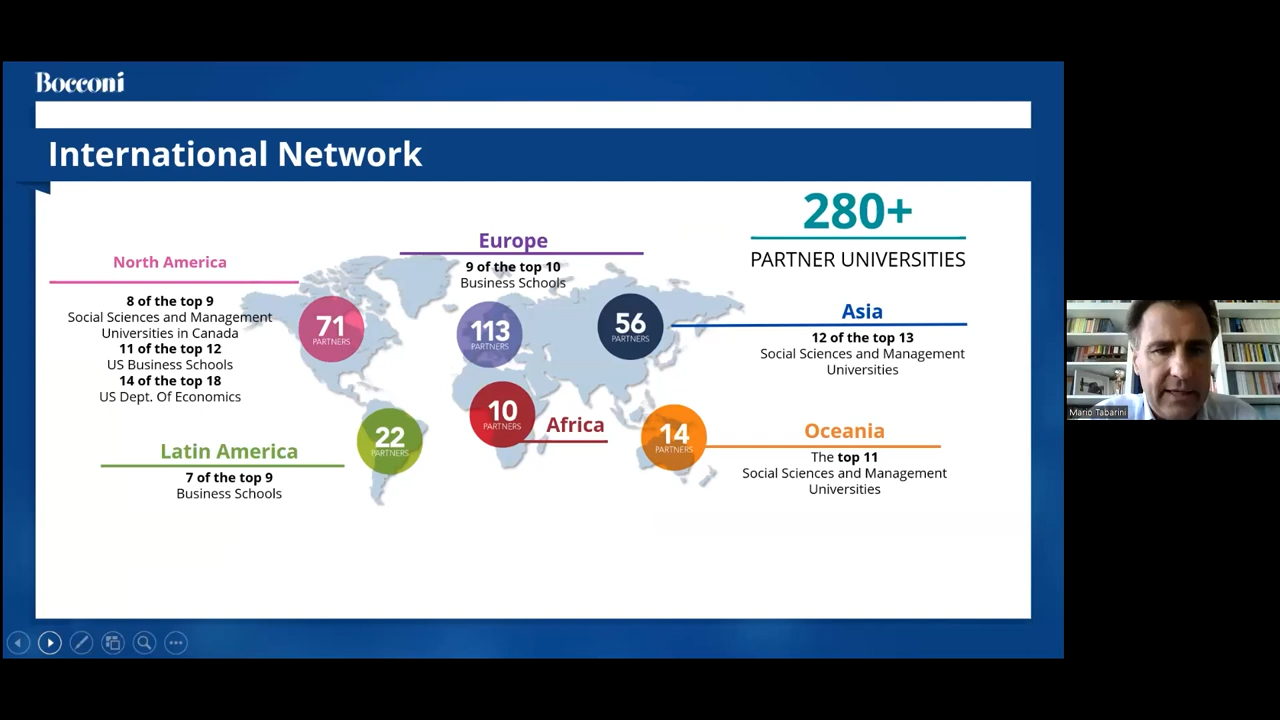 Bocconi
International Network
280+
PARTNER UNIVERSITIES
Europe
9 of the top 10
Business Schools
North America
8 of the top 9
Social Sciences and Management
Universities in Canada
11 of the top 12
US Business Schools
14 of the top 18
US Dept. Of Economics
71
PARTNERS
113
PARTNERS
56
PARTNERS
Asia
12 of the top 13
Social Sciences and Management
Universities
Latin America
7 of the top 9
Business Schools
22
PARTNERS
10
PARTNERS
Africa
14
PARTNERS
Oceania
The top 11
Social Sciences and Management
Universities
Mario Tabarini